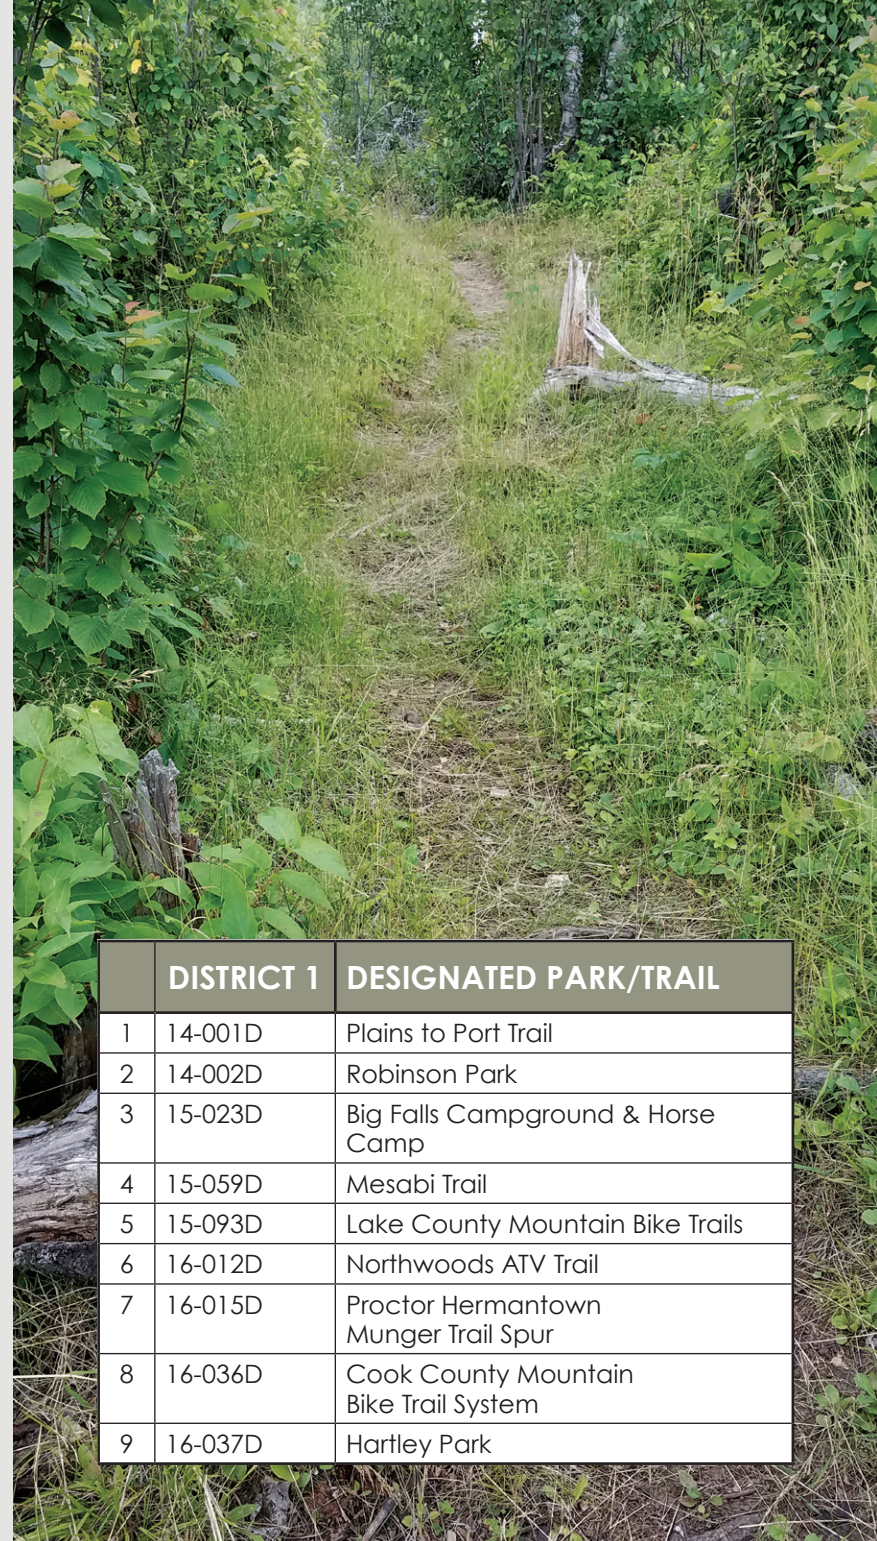 DISTRICT 1 DESIGNATED PARK/TRAIL
1 14-001D Plains to Port Trail
2 14-002D Robinson Park
3 15-023D Big Falls Campground & Horse
Camp
4 15-059D Mesabi Trail
5 15-093D Lake County Mountain Bike Trails
6 16-012D Northwoods ATV Trail
7 16-015D Proctor Hermantown
Munger Trail Spur
8 16-036D Cook County Mountain
Bike Trail System
9 16-037D Hartley Park